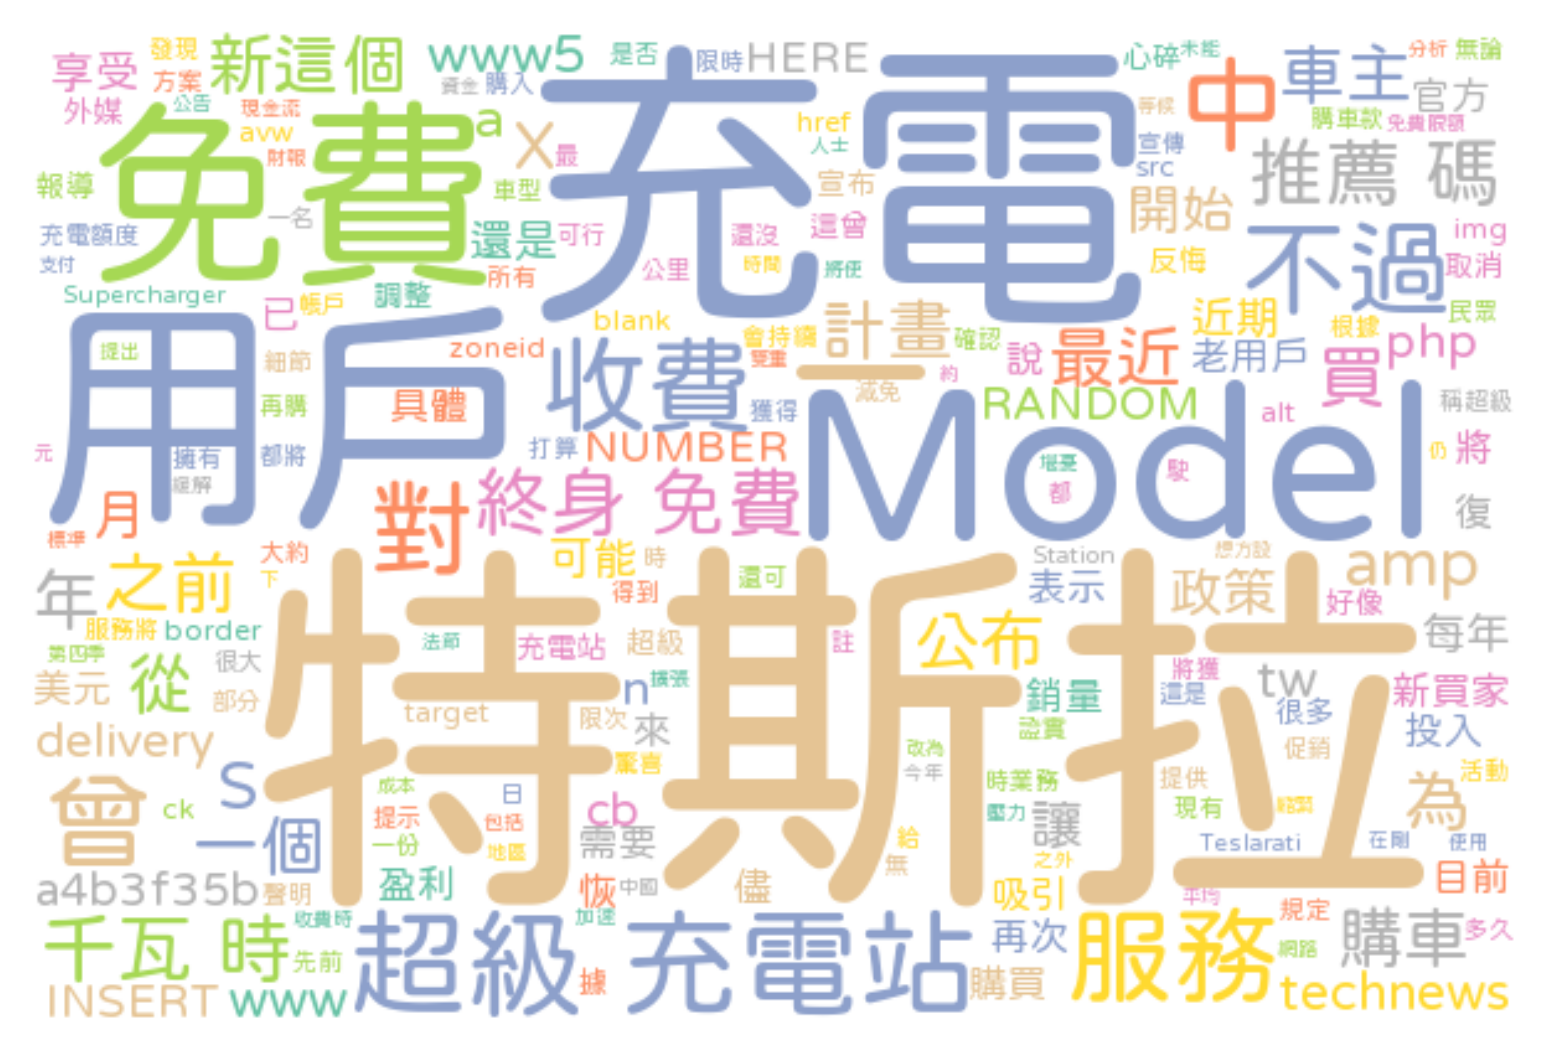 享受
發現
方案
新這個
www5
是否
限時
HERE
心碎
未能
車主
分析
無論
外媒
公告
現金流
資金
購入
充電
中
等候
官方
免費
avw
財報
a
X
最
href
人士
宣傳
src
購車款
免費限額
報導
一名
車型
宣布
開始
推薦 碼
充電額度
支付
還是
可行
所有
公里
還沒
時間
這曾
將使
反悔
不過
img
取消
Supercharger
已
帳戶
調整
blank
會持續
計畫
確認
近期
根據
民眾
用戶
提出
細節
zoneid
收費
雙重
一
約
說
最近
老用戶
買
php
再購
具體
獲得
減免
Model
RANDOM
alt
稱超級
元
擁有
都將
緩解
打算
NUMBER
堪憂
都
駛
仍
將
月
對
終身 免費
復
標準
大約
下
可能
時
Station
想方設
年
之前
得到
還可
表示
政策
amp
好像
服務將
border
特斯拉
法節
充電站
超級
註
公布
每年
第四季
從
很大
美元
部分
n
擴張
銷量
將獲
這是
tw
新買家
target
限次
來
改為
今年
很多
投入
delivery
驚喜
促銷
曾
ck
S
成本
日
cb
時業務
提供
活動
一個
提示
包括
一份
地區
需要
給
無
壓力
讓
現有
為
Teslarati
在剛
使用
a4b3f35b
聲明
盈利
恢
中國
儘
之外
吸引
平均
目前
千瓦 時
收費時
先前
超級 充電站
加速
據
再次
服務
規定
網路
購車
多久
INSERT
www
購買
technews